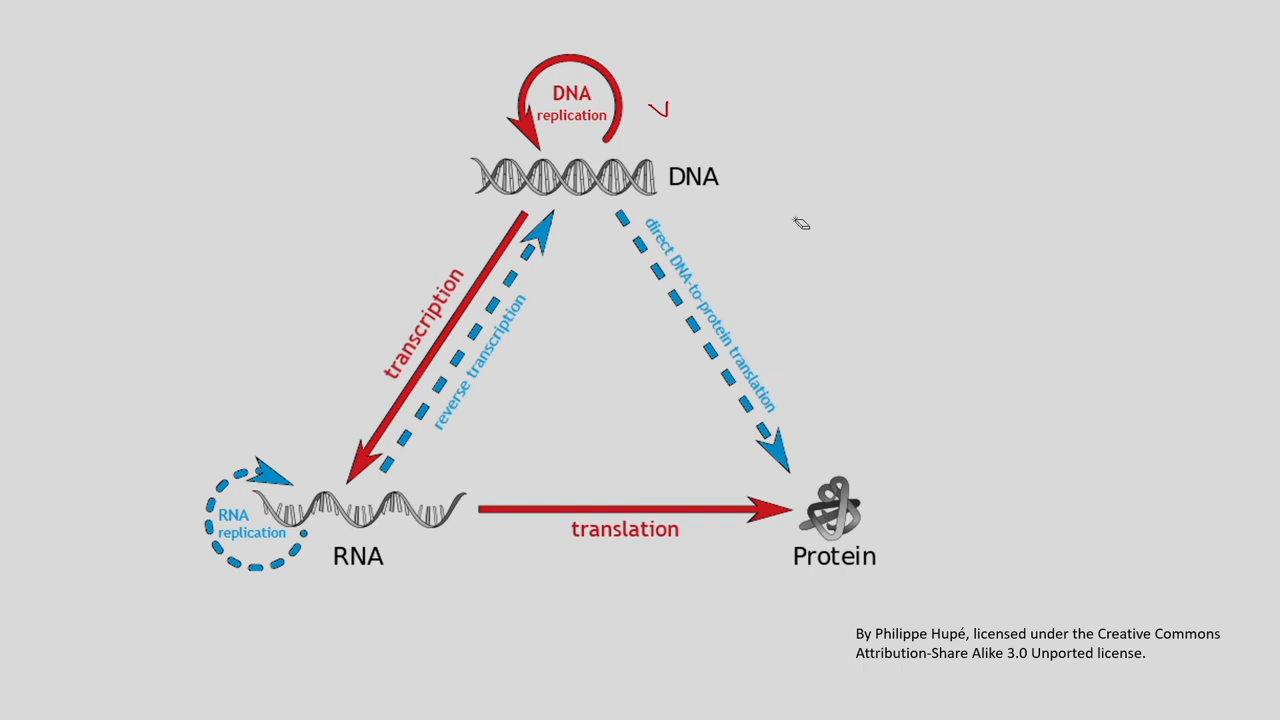 DNA
replication
DNA
transcription
reverse transcription
direct DNA-to-protein translation
RNA
replication
RNA
translation
Protein
By Philippe Hupé, licensed under the Creative Commons
Attribution-Share Alike 3.0 Unported license.